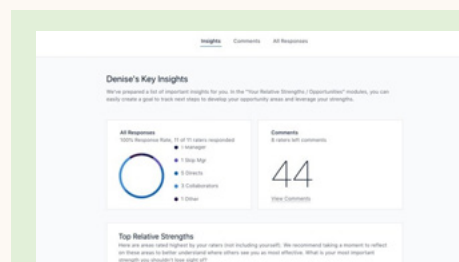 Insights Comments All Responses
Denise's Key Insights
We've prepared a list of important insights for you. In the "Your Relative Strengths / Opportunities" modules, you can
easily create a goal to track next steps to develop your opportunity areas and leverage your strengths.
All Responses
100% Response Rate, 11 of 11 raters responded
1 manager
1 Skip Mgr
5 Directs
3 Collaborators
1 Other
Comments
8 raters left comments
44
View Comments
Top Relative Strengths
Here are areas rated highest by your raters (not including yourself). We recommend taking a moment to reflect
on these areas to better understand where others see you as most effective. What is your most important
strength you shouldn't lose sight of?